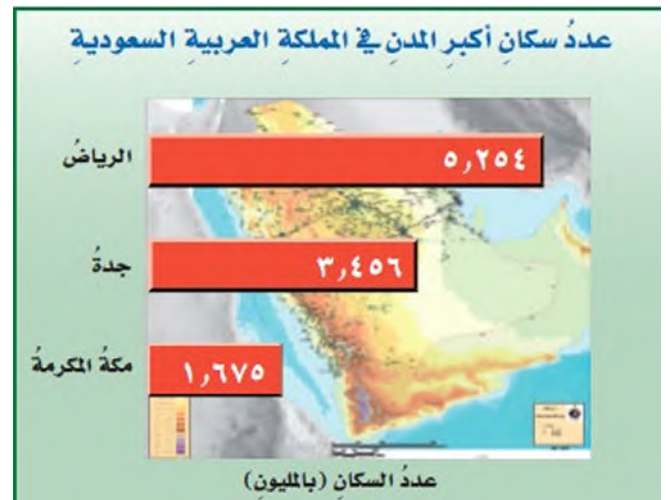 عددُ سكانِ أكبرِ المدنِ في المملكةِ العربيةِ السعوديةِ
الرياضُ ٥,٢٥٤
جدةُ ٣,٤٥٦
مكةُ المكرمةُ ١,٦٧٥
عددُ السكانِ (بالمليونِ)